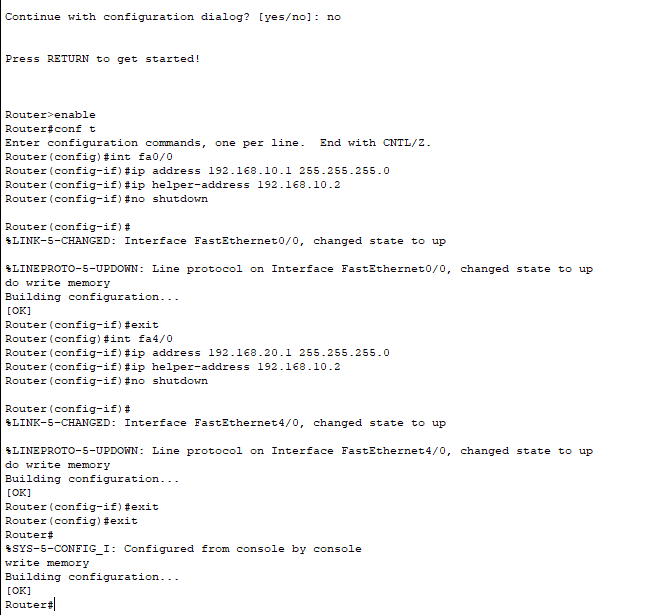 Continue with configuration dialog? [yes/no]: no
Press RETURN to get started!
Router>enable
Router#conf t
Enter configuration commands, one per line.  End with CNTL/Z.
Router(config)#int fa0/0
Router(config-if)#ip address 192.168.10.1 255.255.255.0
Router(config-if)#ip helper-address 192.168.10.2
Router(config-if)#no shutdown
Router(config-if)#
%LINK-5-CHANGED: Interface FastEthernet0/0, changed state to up
%LINEPROTO-5-UPDOWN: Line protocol on Interface FastEthernet0/0, changed state to up
do write memory
Building configuration...
[OK]
Router(config-if)#exit
Router(config)#int fa4/0
Router(config-if)#ip address 192.168.20.1 255.255.255.0
Router(config-if)#ip helper-address 192.168.10.2
Router(config-if)#no shutdown
Router(config-if)#
%LINK-5-CHANGED: Interface FastEthernet4/0, changed state to up
%LINEPROTO-5-UPDOWN: Line protocol on Interface FastEthernet4/0, changed state to up
do write memory
Building configuration...
[OK]
Router(config-if)#exit
Router(config)#exit
Router#
%SYS-5-CONFIG_I: Configured from console by console
write memory
Building configuration...
[OK]
Router#